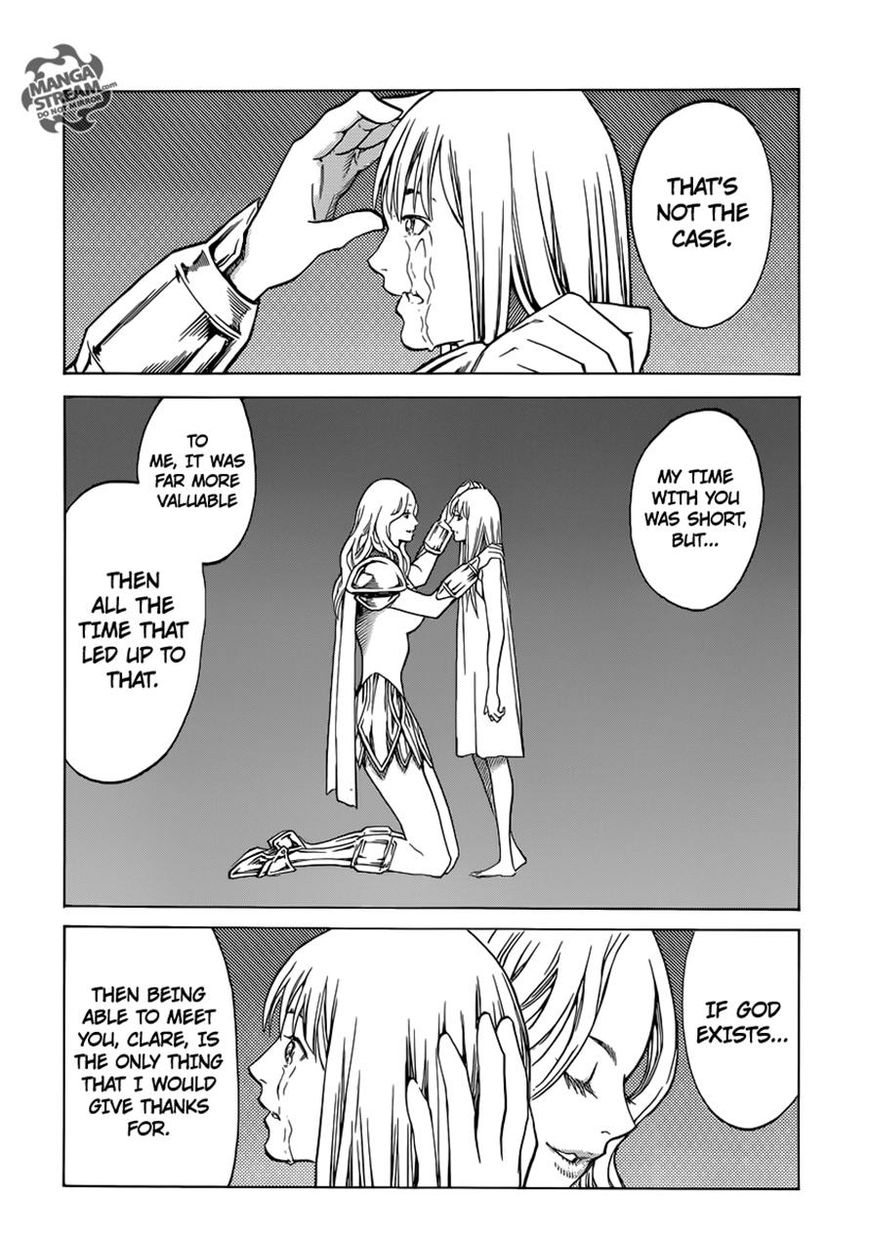 MANGA
STREAM.com
DO NOT MIRROR
THAT'S
NOT THE
CASE.
MY TIME
WITH YOU
WAS SHORT,
BUT...
TO
ME, IT WAS
FAR MORE
VALUABLE
THEN
ALL THE
TIME THAT
LED UP TO
THAT.
IF GOD
EXISTS...
THEN BEING
ABLE TO MEET
YOU, CLARE, IS
THE ONLY THING
THAT I WOULD
GIVE THANKS
FOR.